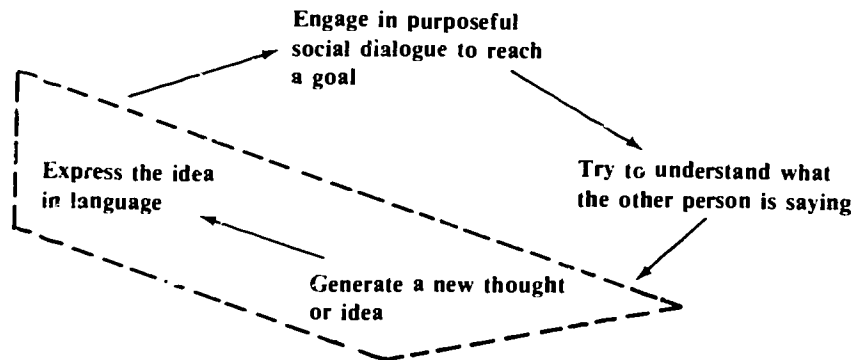 Engage in purposeful
social dialogue to reach
a goal
Express the idea
in language
Try to understand what
the other person is saying
Generate a new thought
or idea